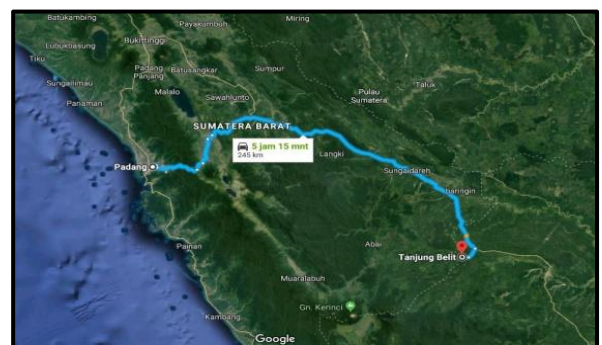 Batukambing
Payakumbuh
Miring
Lubukbasung
Bukittinggi
Tiku
Padang
Panjang
Batusangkar
Sumpur
Sungailimau
Malalo
Sawahlunto
Pulau
Sumatera
Taluk
Pariaman
SUMATERA BARAT
5 jam 15 mnt
245 km
Langki
Padang
Sungaidareh
baringin
Painan
Abai
Tanjung Belit
Muaralabuh
Gn. Kerinci
Kambang
Google